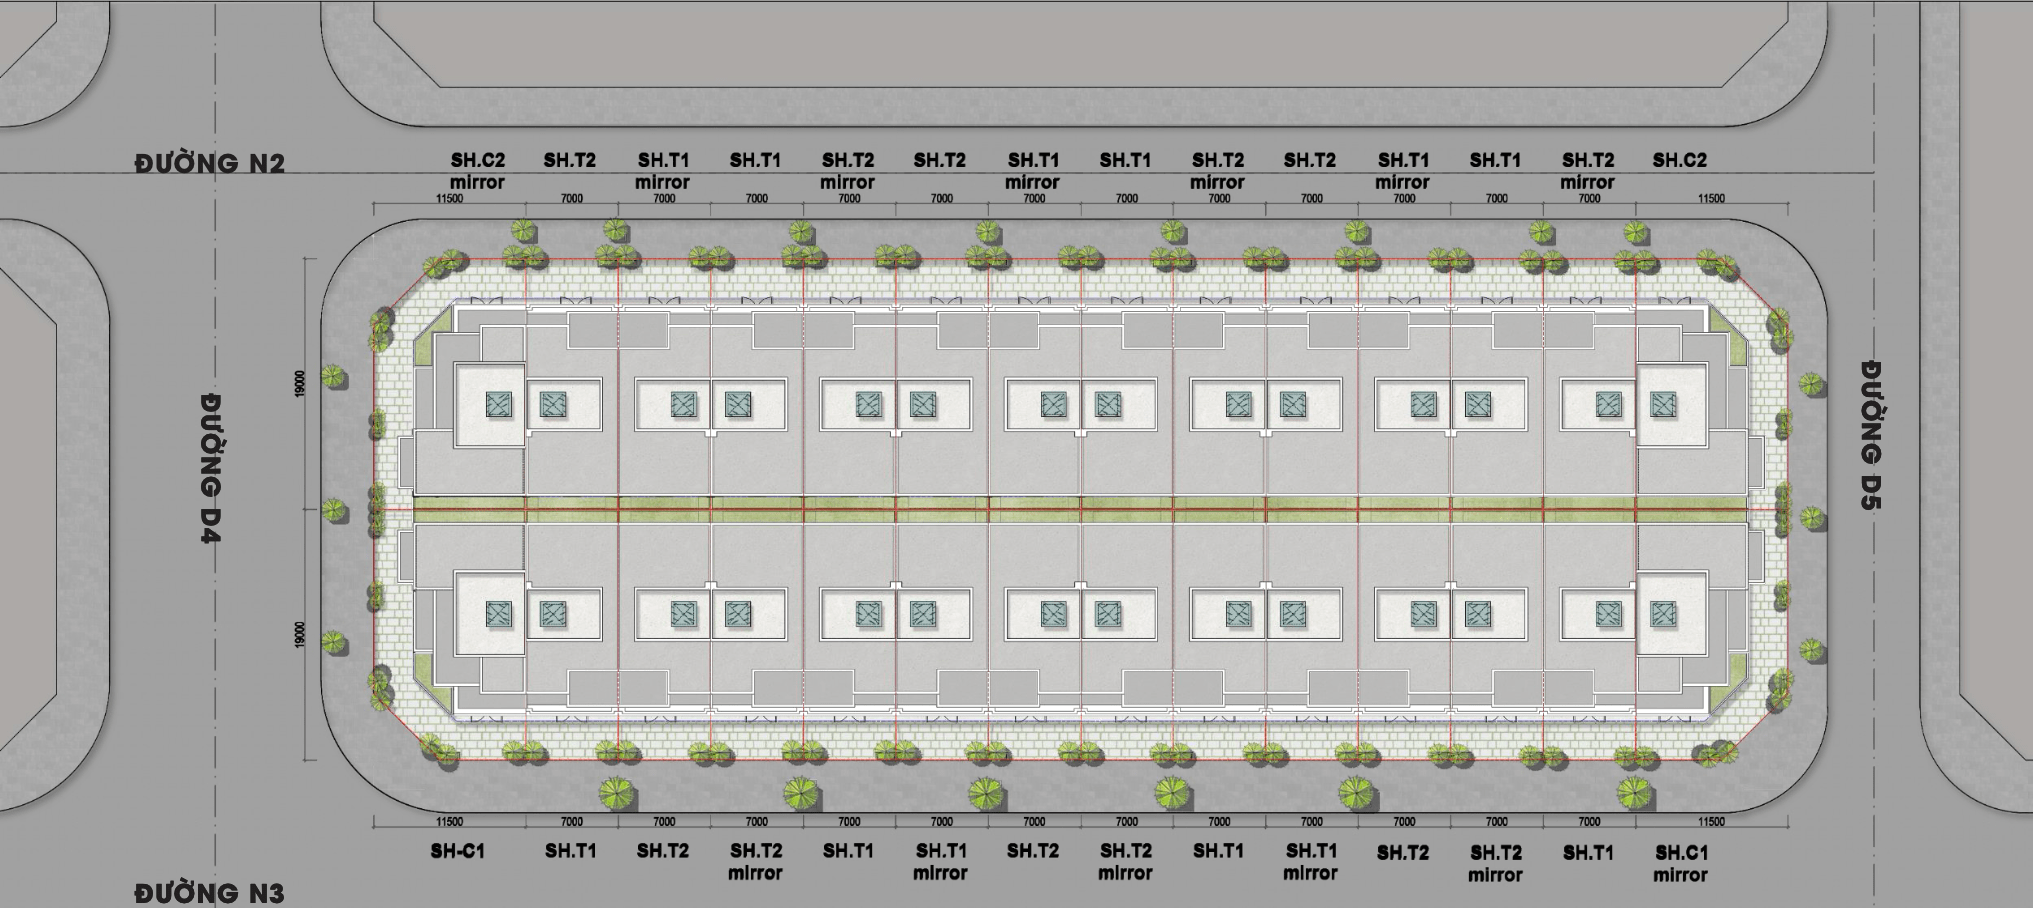 ĐƯỜNG N2
SH.C2 SH.T2 SH.T1 SH.T1 SH.T2 SH.T2 SH.T1 SH.T1 SH.T2 SH.T2 SH.T1 SH.T1 SH.T2 SH.C2
mirror mirror mirror mirror mirror mirror mirror
11500 7000 7000 7000 7000 7000 7000 7000 7000 7000 7000 7000 7000 11500
19000
ĐƯỜNG D4
ĐƯỜNG D5
19000
11500 7000 7000 7000 7000 7000 7000 7000 7000 7000 7000 7000 7000 11500
SH-C1 SH.T1 SH.T2 SH.T2 SH.T1 SH.T1 SH.T2 SH.T2 SH.T1 SH.T1 SH.T2 SH.T2 SH.T1 SH.C1
mirror mirror mirror mirror mirror mirror
ĐƯỜNG N3